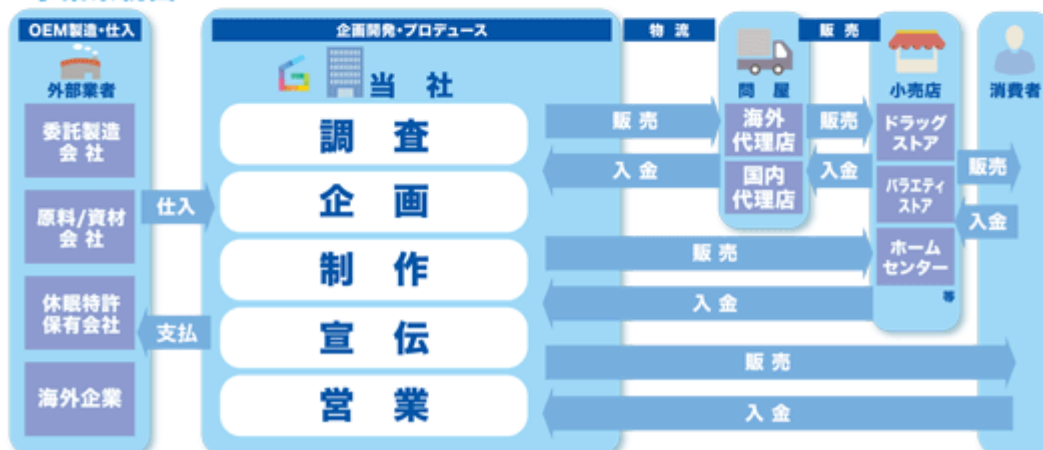 OEM製造・仕入
企画開発・プロデュース
物 流
販 売
外部業者
当 社
問 屋
小売店
消費者
委託製造
会 社
原料/資材
会 社
休眠特許
保有会社
海外企業
仕入
支払
調 査
企 画
制 作
宣 伝
営 業
販 売
入 金
海外
代理店
国内
代理店
販売
入金
ドラッグ
ストア
バラエティ
ストア
ホーム
センター
等
販売
入金
販 売
入 金
販 売
入 金